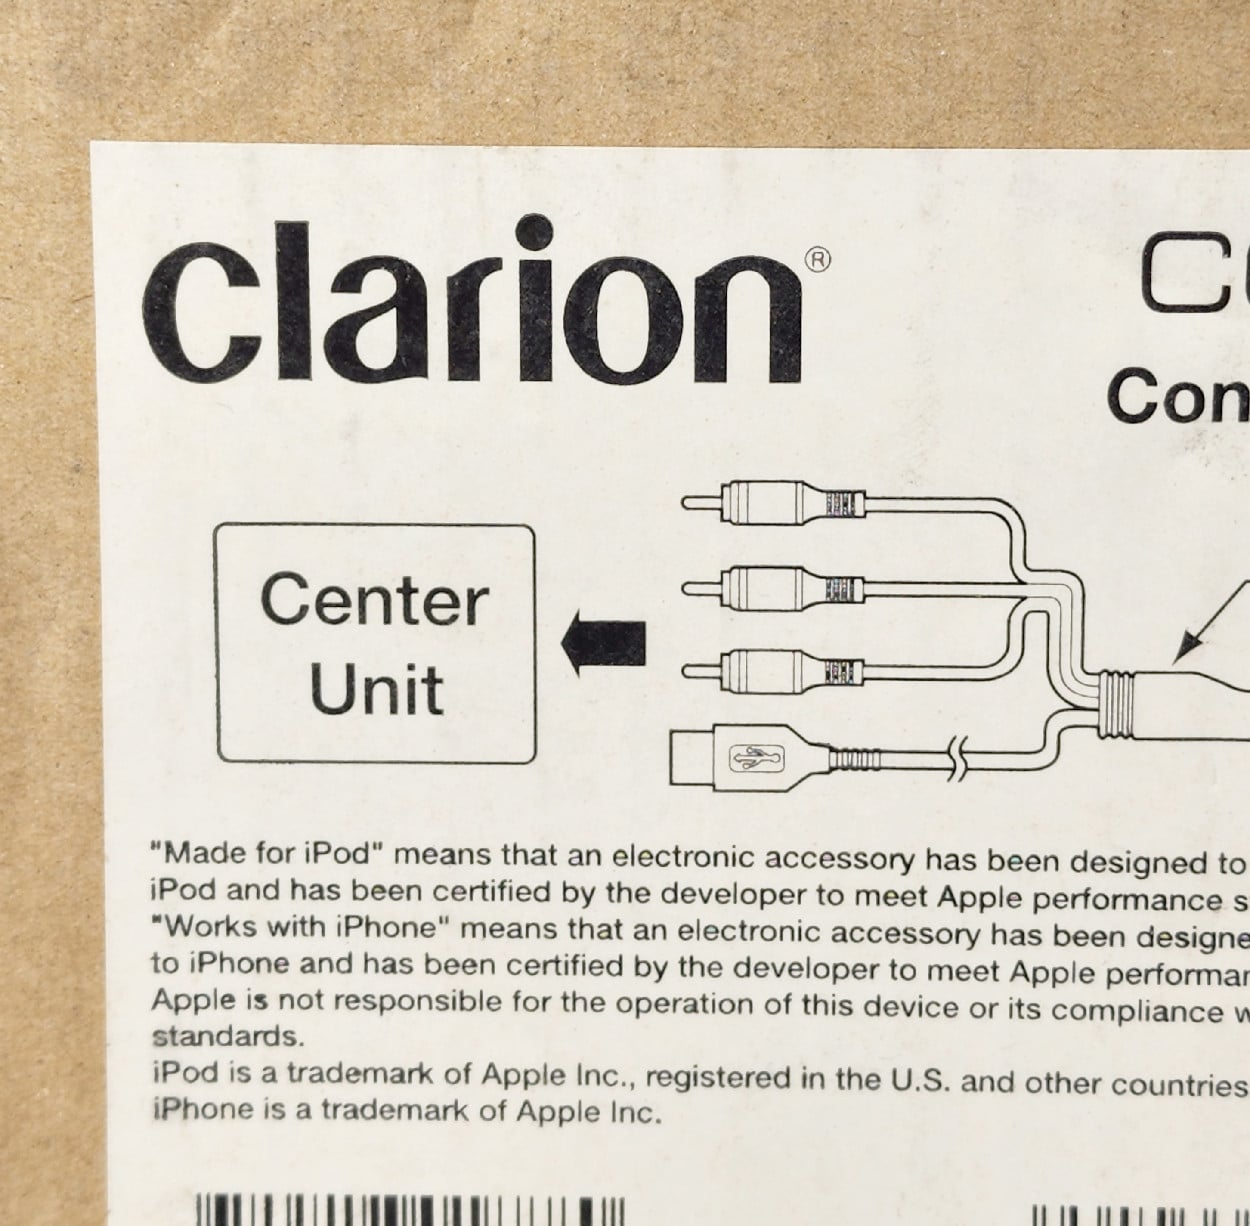 clarion®
Con
Center
Unit
"Made for iPod" means that an electronic accessory has been designed to
iPod and has been certified by the developer to meet Apple performance s
"Works with iPhone" means that an electronic accessory has been designe
to iPhone and has been certified by the developer to meet Apple performan
Apple is not responsible for the operation of this device or its compliance w
standards.
iPod is a trademark of Apple Inc., registered in the U.S. and other countries
iPhone is a trademark of Apple Inc.